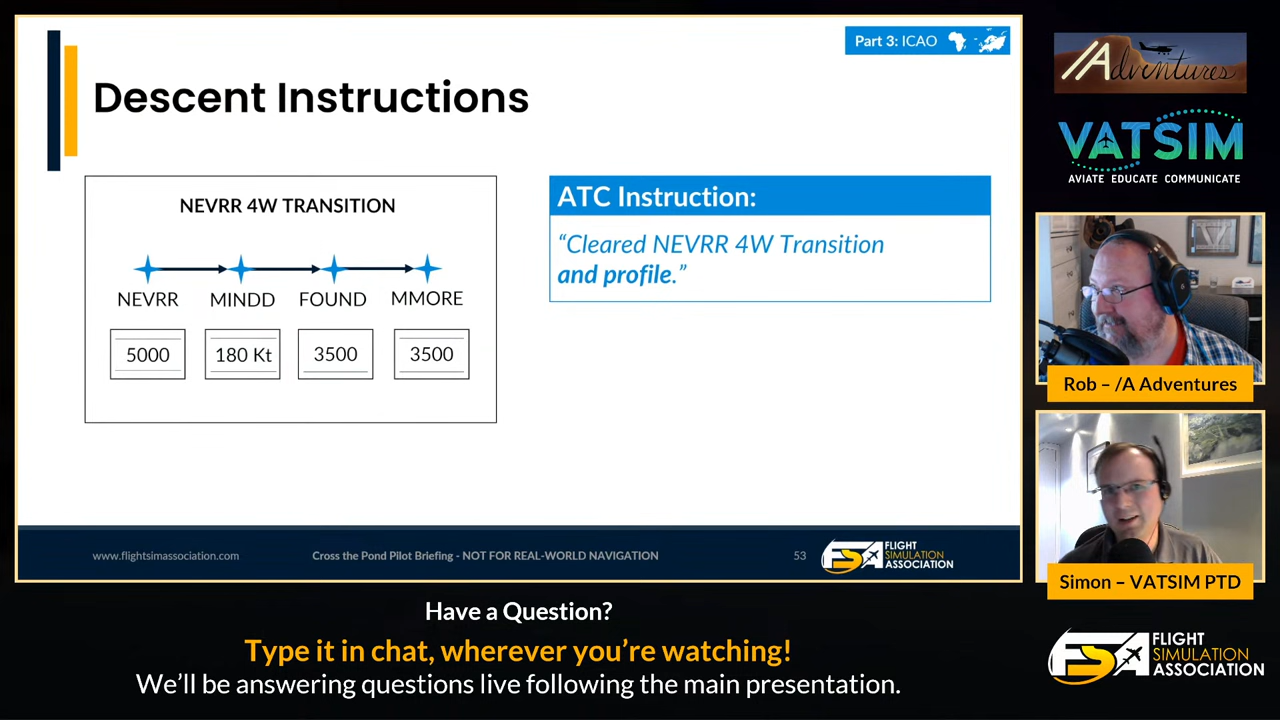 Part 3: ICAO
Descent Instructions
NEVRR 4W TRANSITION
NEVRR MINDD FOUND MMORE
5000 180 Kt 3500 3500
ATC Instruction:
“Cleared NEVRR 4W Transition
and profile.”
www.flightsimassociation.com Cross the Pond Pilot Briefing - NOT FOR REAL-WORLD NAVIGATION 53
FSA FLIGHT
SIMULATION
ASSOCIATION
/Adventures
VATSIM
AVIATE EDUCATE COMMUNICATE
Rob – /A Adventures
Simon – VATSIM PTD
Have a Question?
Type it in chat, wherever you’re watching!
We’ll be answering questions live following the main presentation.
FSA FLIGHT
SIMULATION
ASSOCIATION